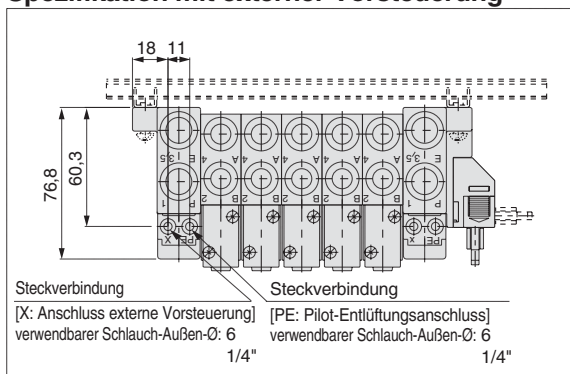 Spezifikation mit externer Vorsteuerung
18 11
76,8
60,3
E 3,5 4 A 4 A 4 A 4 A 4 A E 3,5
P 1 2 B 2 B 2 B 2 B 2 B P 1
X PE X PE
Steckverbindung
[X: Anschluss externe Vorsteuerung]
verwendbarer Schlauch-Außen-Ø: 6
1/4"
Steckverbindung
[PE: Pilot-Entlüftungsanschluss]
verwendbarer Schlauch-Außen-Ø: 6
1/4"